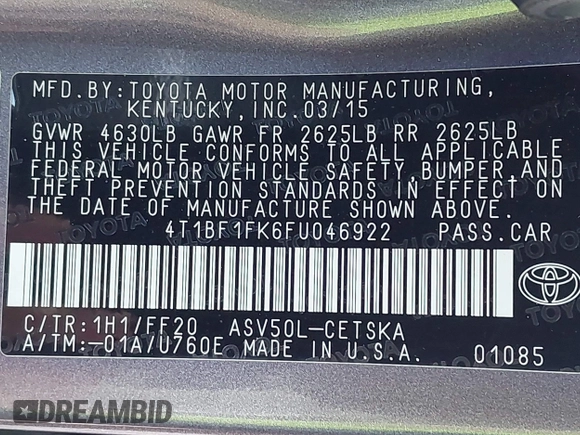 MFD.BY:TOYOTA MOTOR MANUFACTURING,
KENTUCKY,INC.03/15
GVWR 4630LB GAWR FR 2625LB RR 2625LB
THIS VEHICLE CONFORMS TO ALL APPLICABLE
FEDERAL MOTOR VEHICLE SAFETY,BUMPER,AND
THEFT PREVENTION STANDARDS IN EFFECT ON
THE DATE OF MANUFACTURE SHOWN ABOVE.
4T1BF1FK6FU046922 PASS.CAR
C/TR:1H1/FF20 ASV50L-CETSKA
A/TM:-01A/U760E MADE IN U.S.A. 01085
DREAMBID